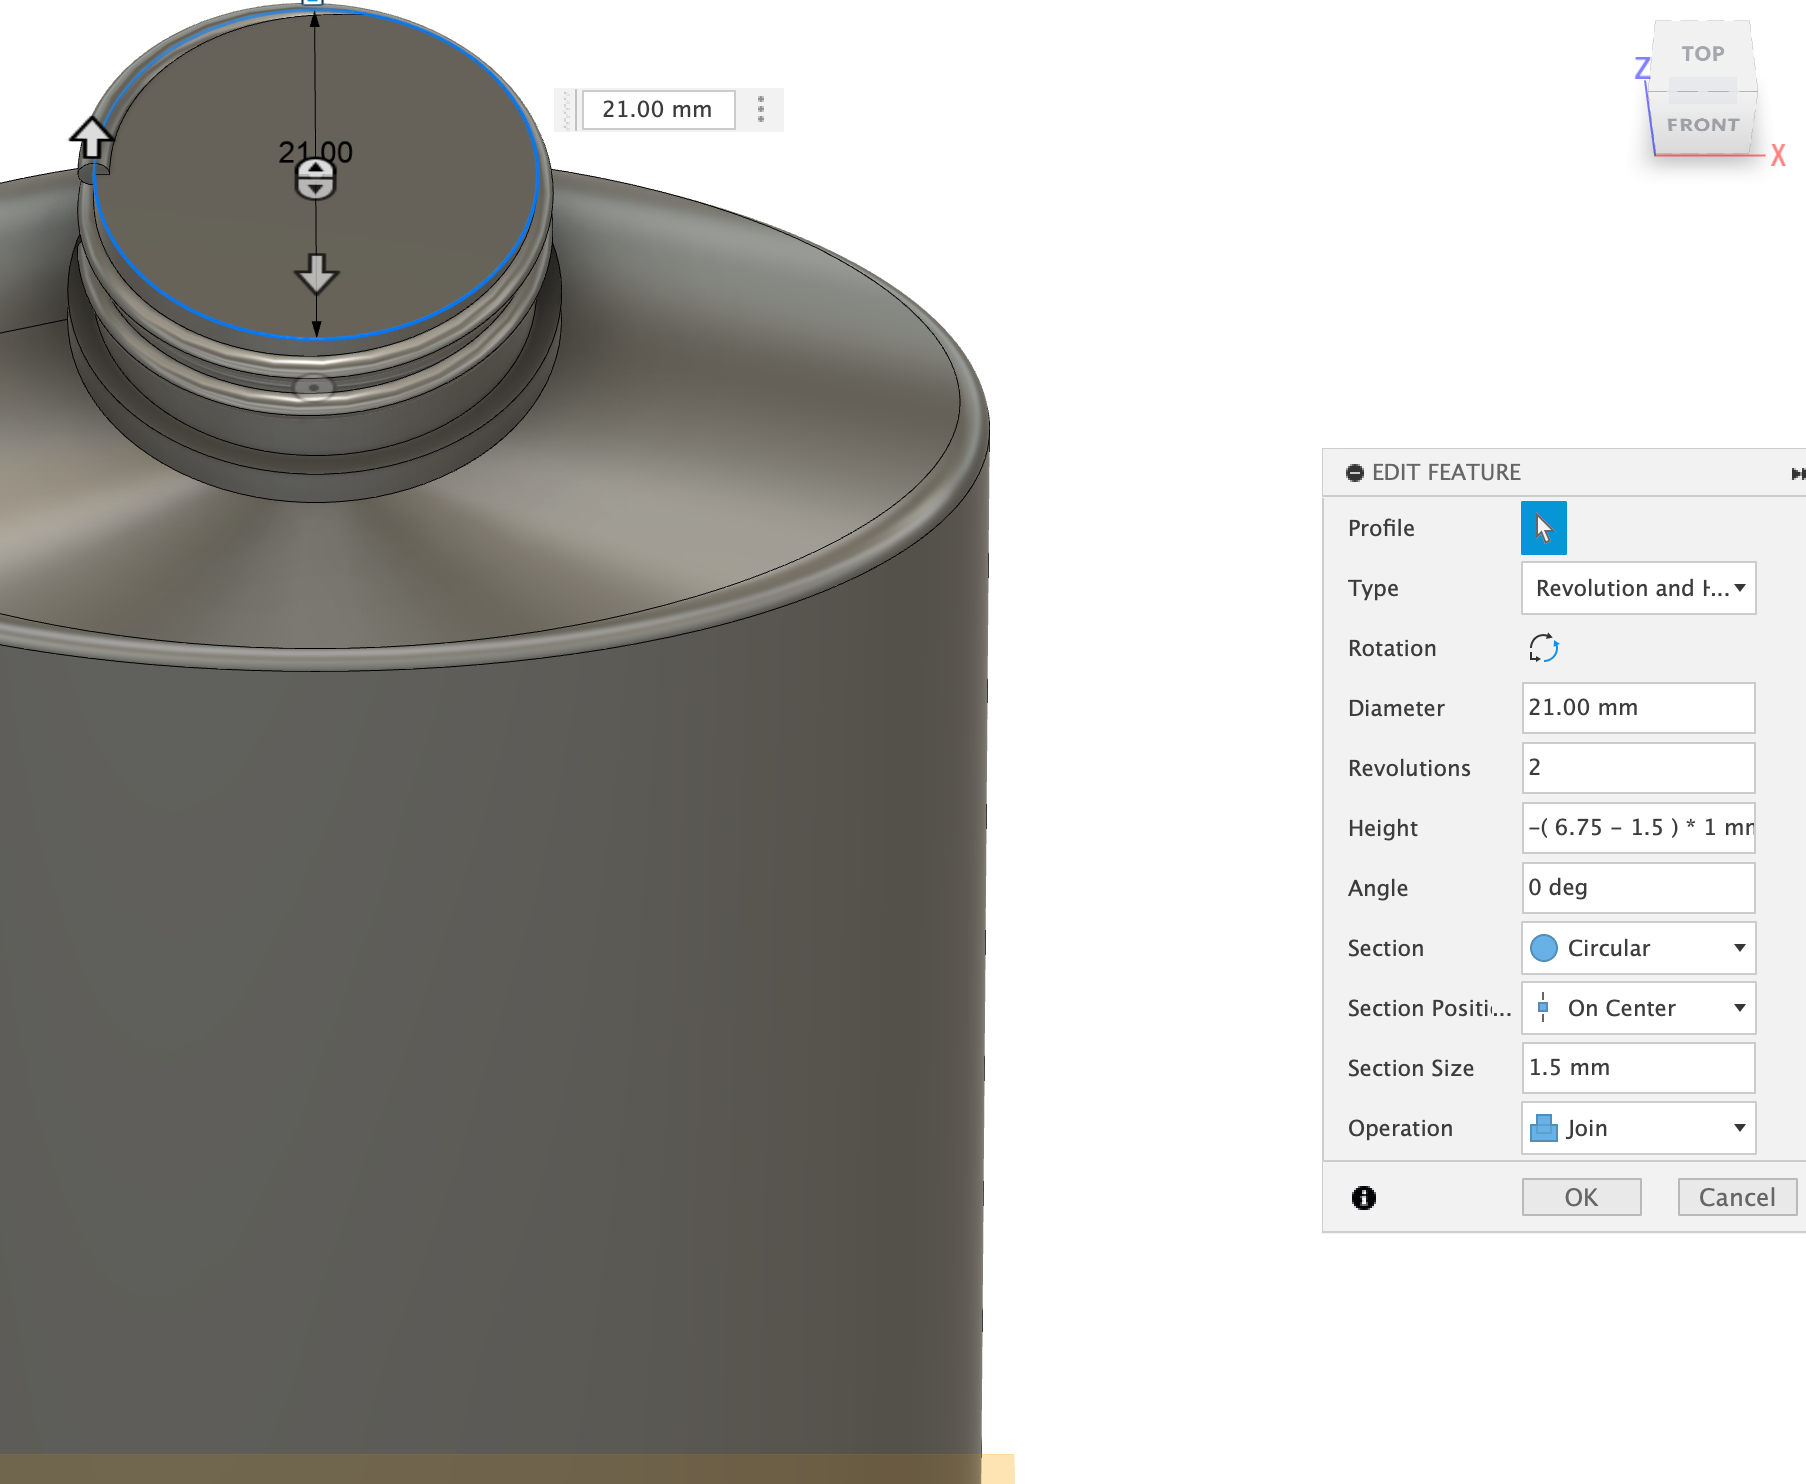 21.00
21.00 mm
TOP
FRONT
Z
X
EDIT FEATURE
Profile
Type
Revolution and H...
Rotation
Diameter
21.00 mm
Revolutions
2
Height
-( 6.75 - 1.5 ) * 1 mm
Angle
0 deg
Section
Circular
Section Positi...
On Center
Section Size
1.5 mm
Operation
Join
OK
Cancel